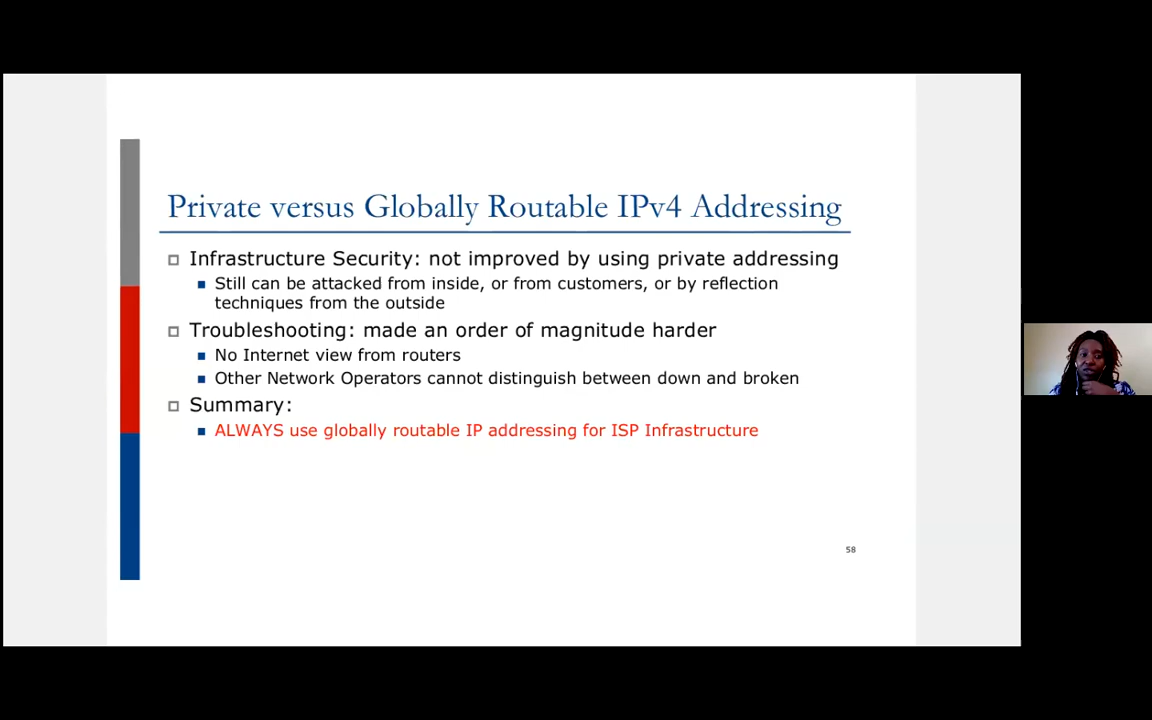 Private versus Globally Routable IPv4 Addressing
Infrastructure Security: not improved by using private addressing
Still can be attacked from inside, or from customers, or by reflection
techniques from the outside
Troubleshooting: made an order of magnitude harder
No Internet view from routers
Other Network Operators cannot distinguish between down and broken
Summary:
ALWAYS use globally routable IP addressing for ISP Infrastructure
58